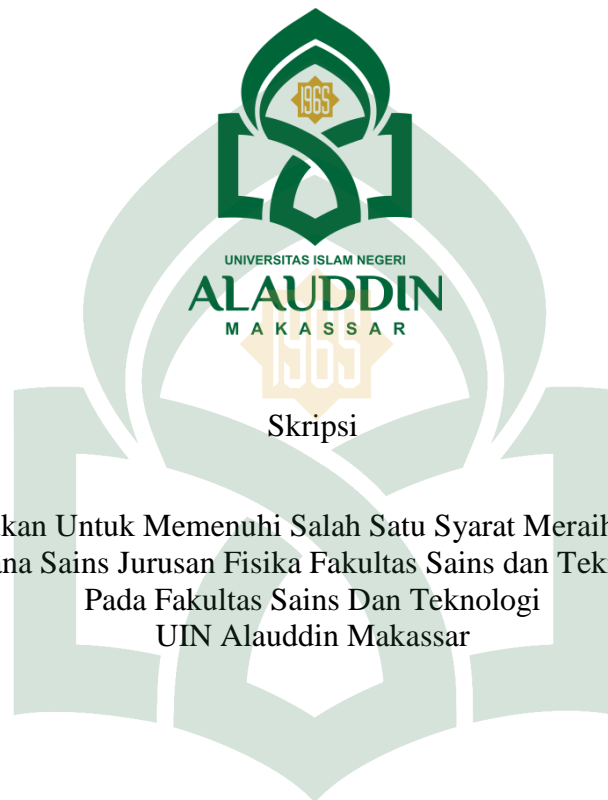 1965
UNIVERSITAS ISLAM NEGERI
ALAUDDIN
MAKASSAR
1965
Skripsi
kan Untuk Memenuhi Salah Satu Syarat Meraih
na Sains Jurusan Fisika Fakultas Sains dan Tek
Pada Fakultas Sains Dan Teknologi
UIN Alauddin Makassar